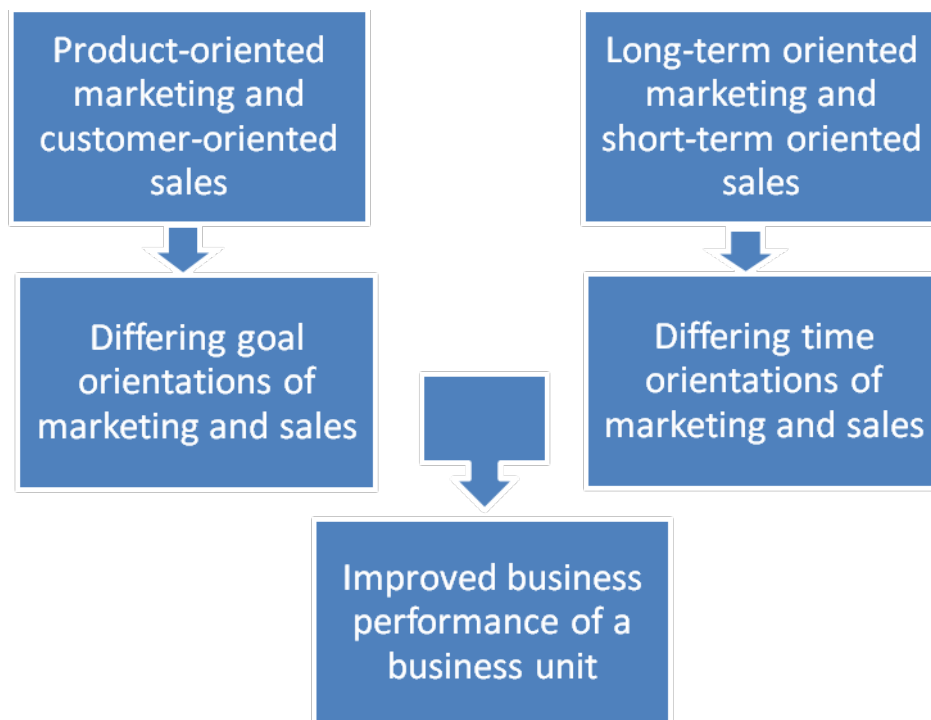 Product-oriented
marketing and
customer-oriented
sales
Long-term oriented
marketing and
short-term oriented
sales
Differing goal
orientations of
marketing and sales
Differing time
orientations of
marketing and sales
Improved business
performance of a
business unit